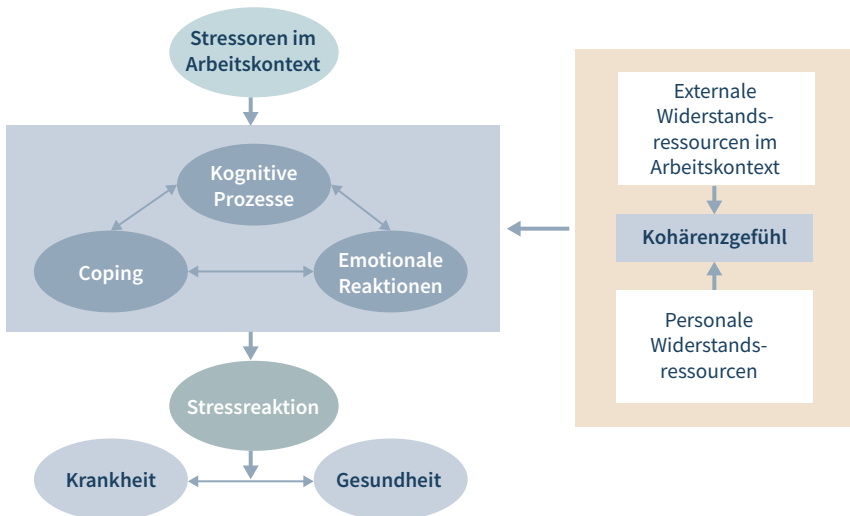 Stressoren im
Arbeitskontext
Kognitive
Prozesse
Coping
Emotionale
Reaktionen
Stressreaktion
Krankheit
Gesundheit
Externale
Widerstands-
ressourcen im
Arbeitskontext
Kohärenzgefühl
Personale
Widerstands-
ressourcen